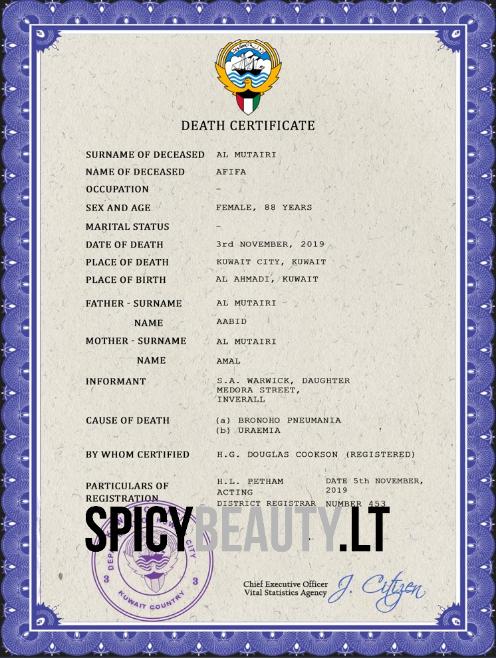 DEATH CERTIFICATE
SURNAME OF DECEASED AL MUTAIRI
NAME OF DECEASED AFIFA
OCCUPATION –
SEX AND AGE FEMALE, 88 YEARS
MARITAL STATUS –
DATE OF DEATH 3rd NOVEMBER, 2019
PLACE OF DEATH KUWAIT CITY, KUWAIT
PLACE OF BIRTH AL AHMADI, KUWAIT
FATHER - SURNAME AL MUTAIRI
NAME AABID
MOTHER - SURNAME AL MUTAIRI
NAME AMAL
INFORMANT S.A. WARWICK, DAUGHTER
MEDORA STREET,
INVERALL
CAUSE OF DEATH (a) BRONOHO PNEUMANIA
(b) URAEMIA
BY WHOM CERTIFIED H.G. DOUGLAS COOKSON (REGISTERED)
PARTICULARS OF REGISTRATION
H.L. PETHAM
ACTING
DISTRICT REGISTRAR
DATE 5th NOVEMBER,
2019
NUMBER 453
SPICYBEAUTY.LT
CITY
3 3
KUWAIT COUNTRY
Chief Executive Officer
Vital Statistics Agency
J. Citizen